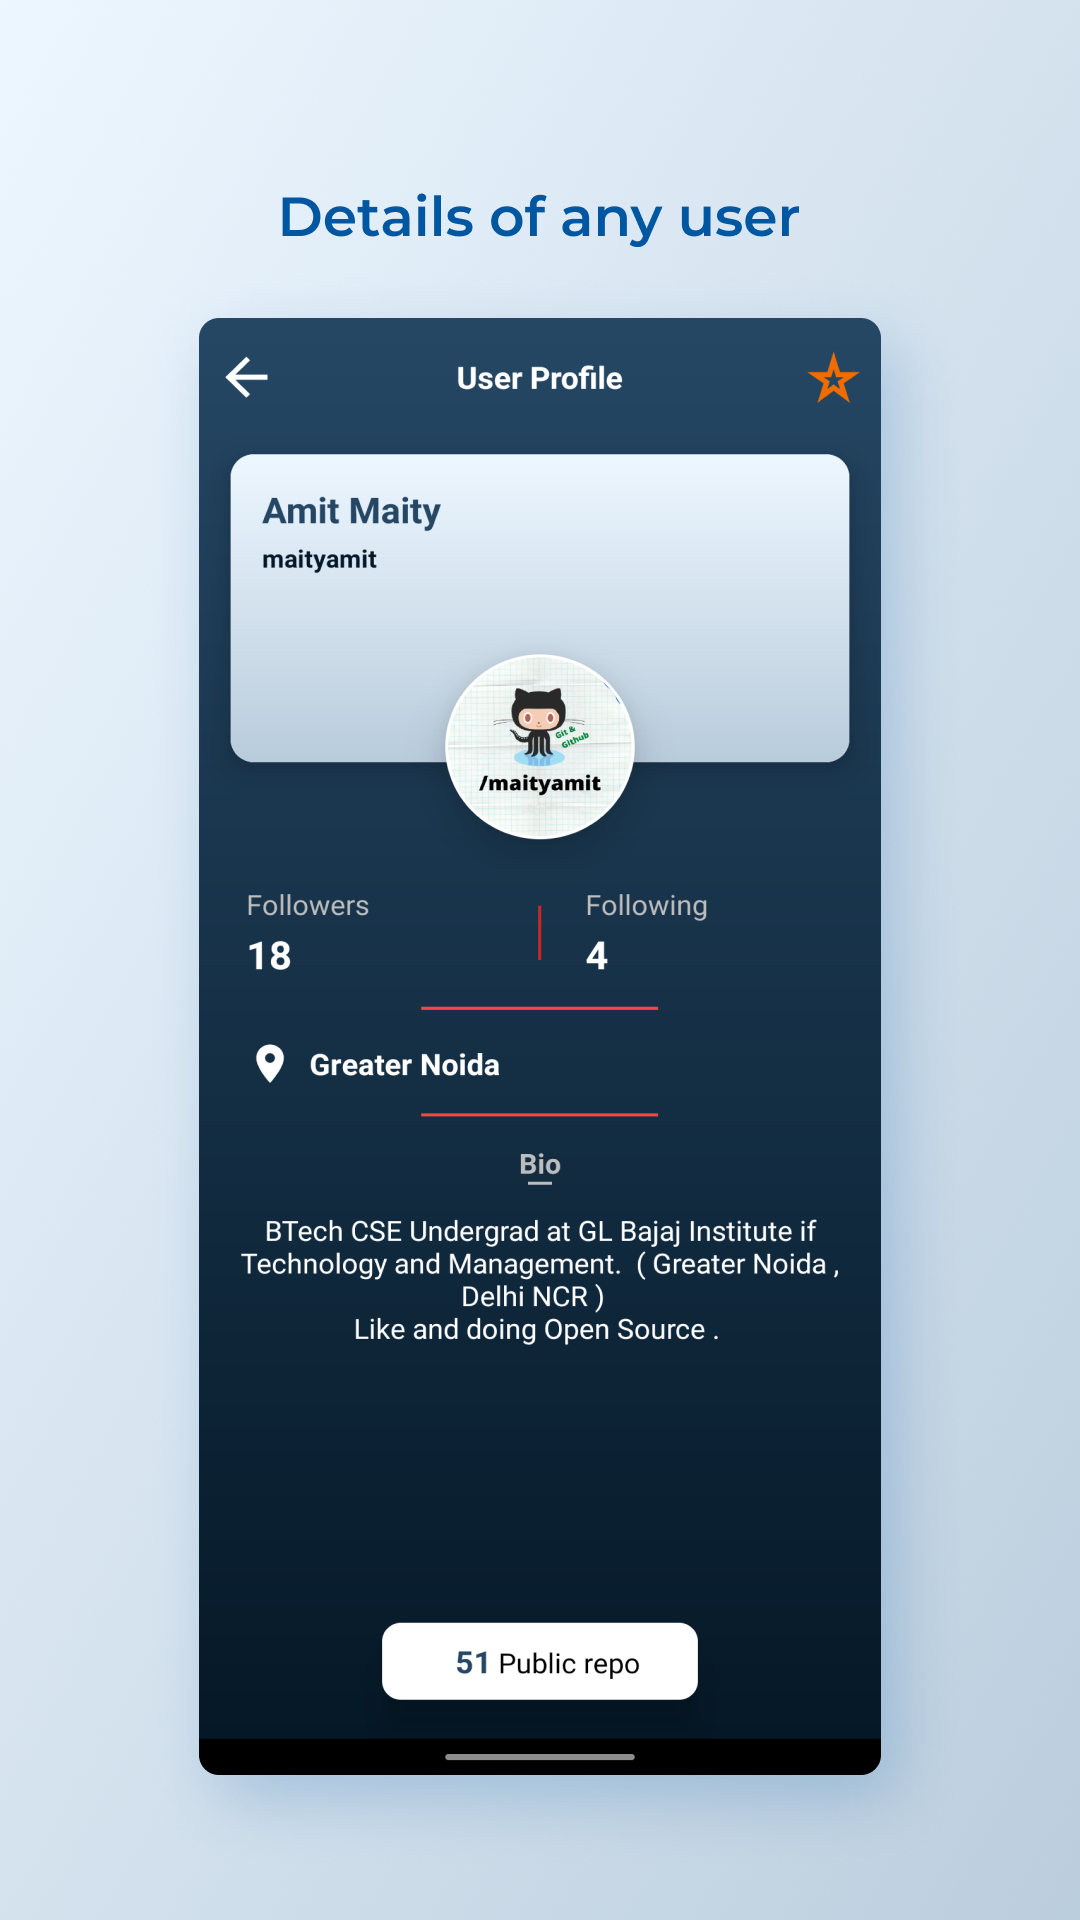 Details of any user
User Profile
Amit Maity
maityamit
Git &
Github
/maityamit
Followers
Following
18
4
Greater Noida
Bio
BTech CSE Undergrad at GL Bajaj Institute if
Technology and Management.  ( Greater Noida ,
Delhi NCR )
Like and doing Open Source .
51 Public repo